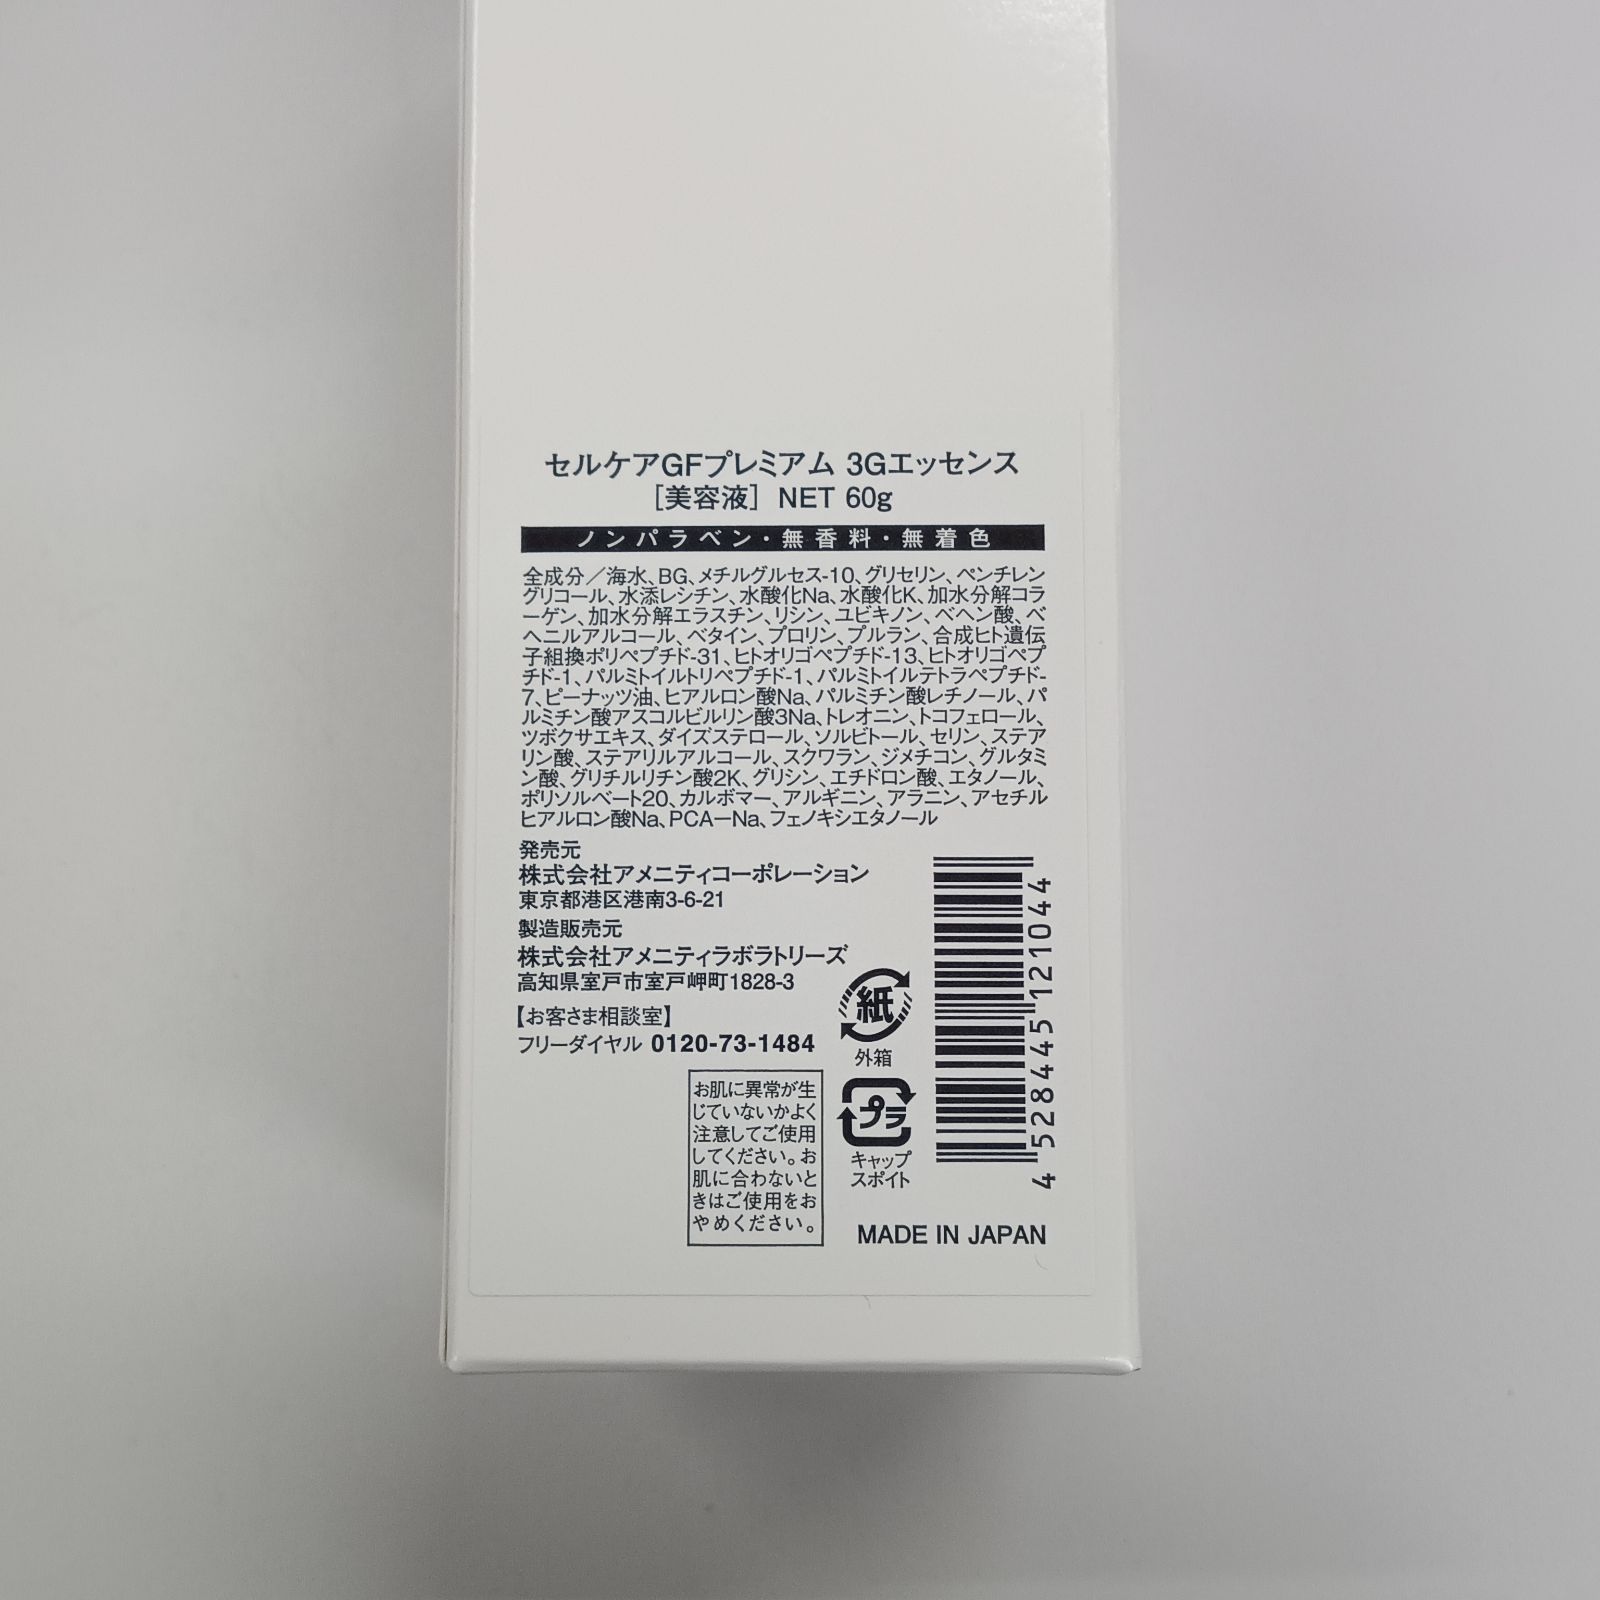 セルケアGFプレミアム 3Gエッセンス
［美容液］ NET 60g
ノンパラベン・無香料・無着色
全成分／海水、BG、メチルグルセス-10、グリセリン、ペンチレン
グリコール、水添レシチン、水酸化Na、水酸化K、加水分解コラ
ーゲン、加水分解エラスチン、リシン、ユビキノン、ベヘン酸、ベ
ヘニルアルコール、ベタイン、プロリン、プルラン、合成ヒト遺伝
子組換ポリペプチド-31、ヒトオリゴペプチド-13、ヒトオリゴペプ
チド-1、パルミトイルトリペプチド-1、パルミトイルテトラペプチド-
7、ピーナッツ油、ヒアルロン酸Na、パルミチン酸レチノール、パ
ルミチン酸アスコルビルリン酸3Na、トレオニン、トコフェロール、
ツボクサエキス、ダイズステロール、ソルビトール、セリン、ステア
リン酸、ステアリルアルコール、スクワラン、ジメチコン、グルタミ
ン酸、グリチルリチン酸2K、グリシン、エチドロン酸、エタノール、
ポリソルベート20、カルボマー、アルギニン、アラニン、アセチル
ヒアルロン酸Na、PCA－Na、フェノキシエタノール
発売元
株式会社アメニティコーポレーション
東京都港区港南3-6-21
製造販売元
株式会社アメニティラボラトリーズ
高知県室戸市室戸岬町1828-3
【お客さま相談室】
フリーダイヤル 0120-73-1484
お肌に異常が生
じていないかよく
注意してご使用
してください。お
肌に合わないと
きはご使用をお
やめください。
紙
外箱
プラ
キャップ
スポイト
4528445121044
MADE IN JAPAN